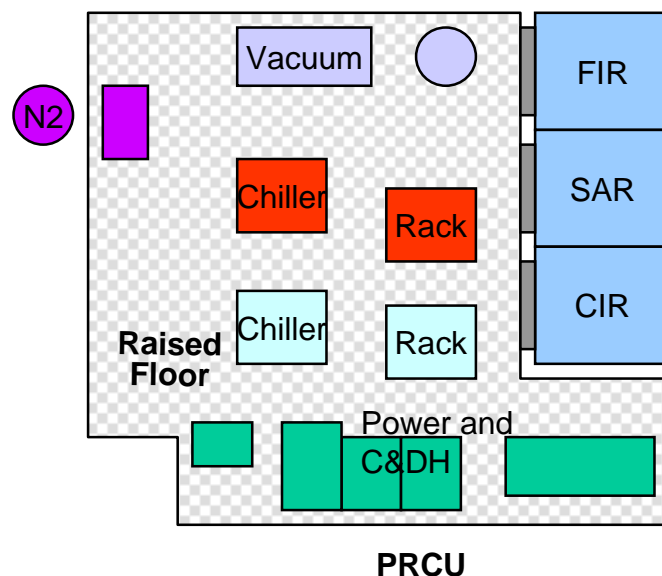 Vacuum
FIR
N2
SAR
Chiller
Rack
CIR
Chiller
Rack
Raised
Floor
Power and
C&DH
PRCU